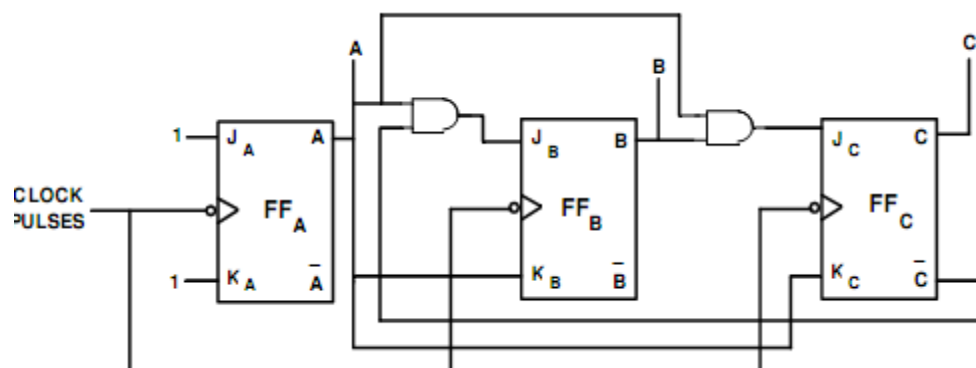 A
B
C
1
J A
A
CLOCK
PULSES
FF A
1
K A
A̅
J B
B
FF B
K B
B̅
J C
C
FF C
K C
C̅